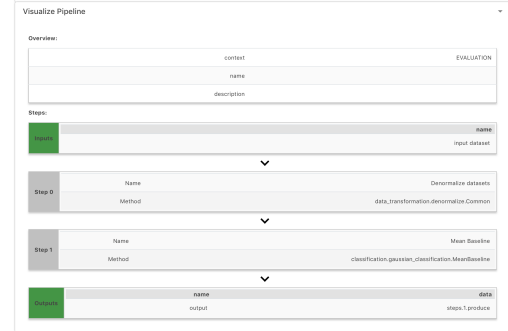 Visualize Pipeline
Overview:
context EVALUATION
name
description
Steps:
Inputs
name
input dataset
Step 0
Name Denormalize datasets
Method data_transformation.denormalize.Common
Step 1
Name Mean Baseline
Method classification.gaussian_classification.MeanBaseline
Outputs
name data
output steps.1.produce